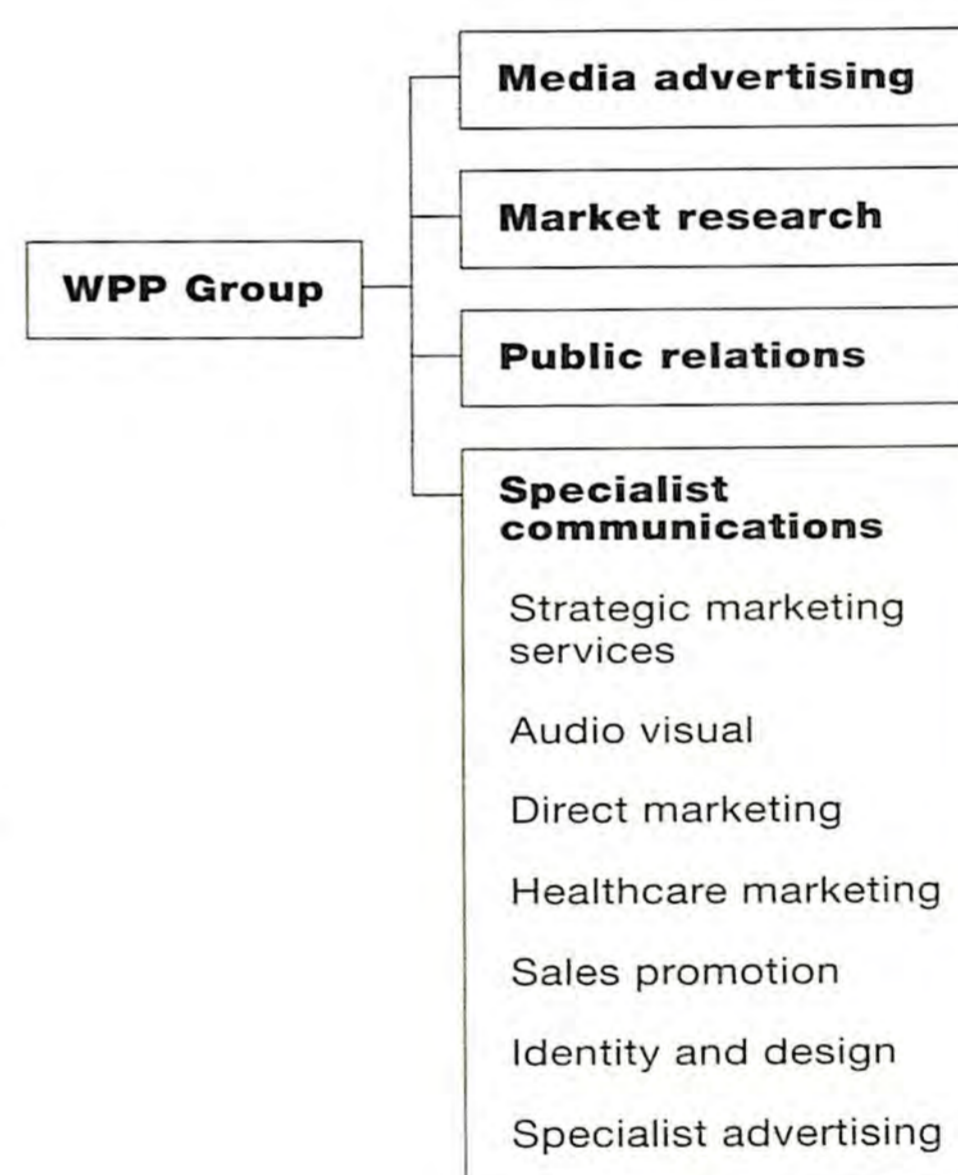 Media advertising
Market research
WPP Group
Public relations
Specialist
communications
Strategic marketing
services
Audio visual
Direct marketing
Healthcare marketing
Sales promotion
Identity and design
Specialist advertising